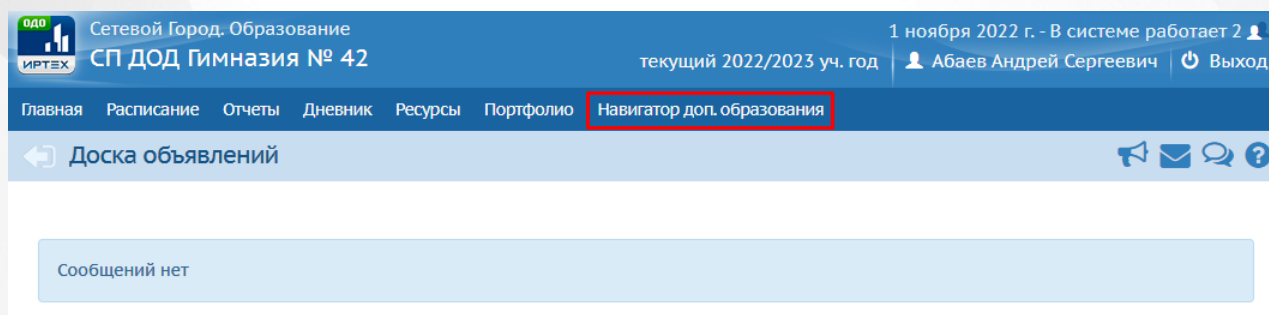 ОДО
ИРТЕХ
Сетевой Город. Образование
СП ДОД Гимназия № 42
1 ноября 2022 г. - В системе работает 2
текущий 2022/2023 уч. год
Абаев Андрей Сергеевич
Выход
Главная Расписание Отчеты Дневник Ресурсы Портфолио Навигатор доп. образования
Доска объявлений
Сообщений нет